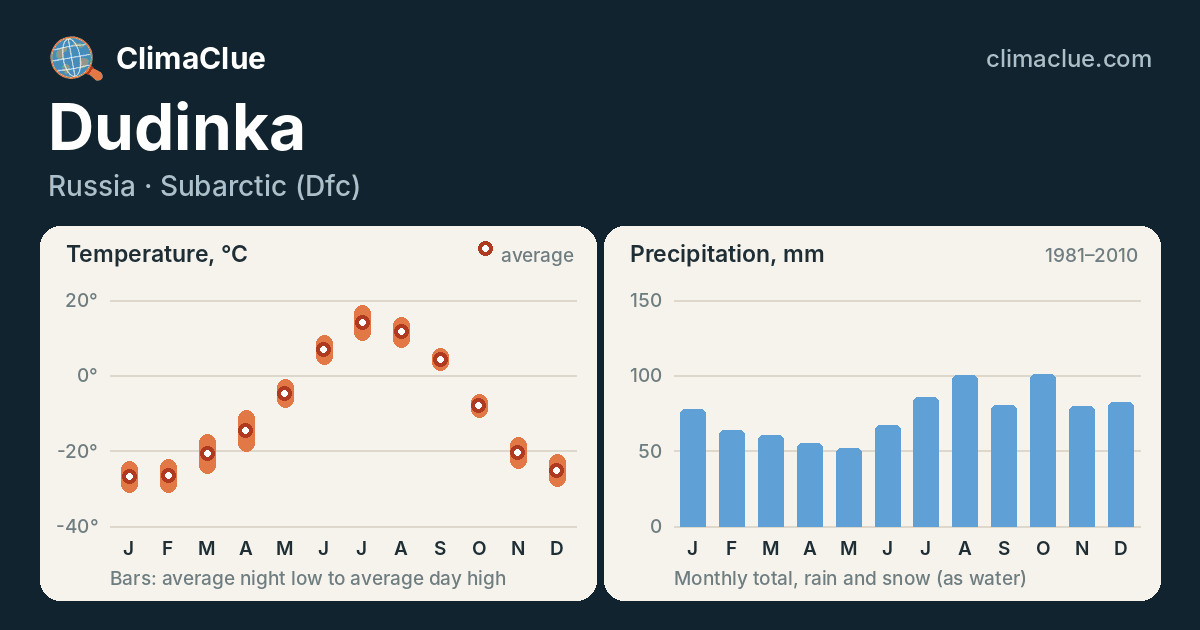 ClimaClue
climaclue.com
Dudinka
Russia · Subarctic (Dfc)
Temperature, °C
average
20°
0°
-20°
-40°
J F M A M J J A S O N D
Bars: average night low to average day high
Precipitation, mm
1981–2010
150
100
50
0
J F M A M J J A S O N D
Monthly total, rain and snow (as water)